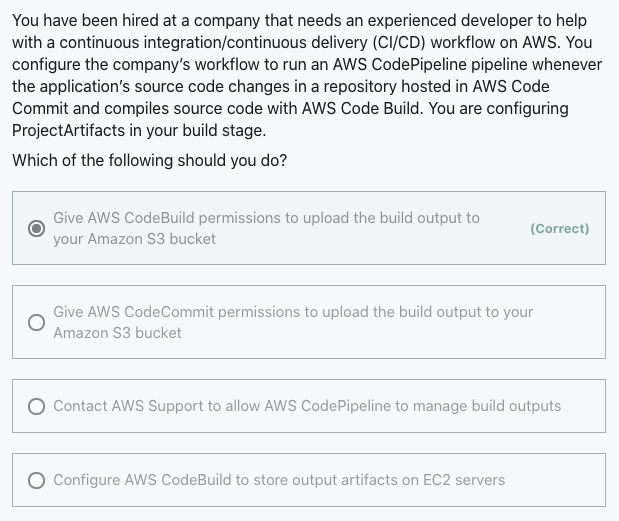 You have been hired at a company that needs an experienced developer to help
with a continuous integration/continuous delivery (CI/CD) workflow on AWS. You
configure the company's workflow to run an AWS CodePipeline pipeline whenever
the application's source code changes in a repository hosted in AWS Code
Commit and compiles source code with AWS Code Build. You are configuring
ProjectArtifacts in your build stage.
Which of the following should you do?
Give AWS CodeBuild permissions to upload the build output to
your Amazon S3 bucket
(Correct)
Give AWS CodeCommit permissions to upload the build output to your
Amazon S3 bucket
Contact AWS Support to allow AWS CodePipeline to manage build outputs
Configure AWS CodeBuild to store output artifacts on EC2 servers